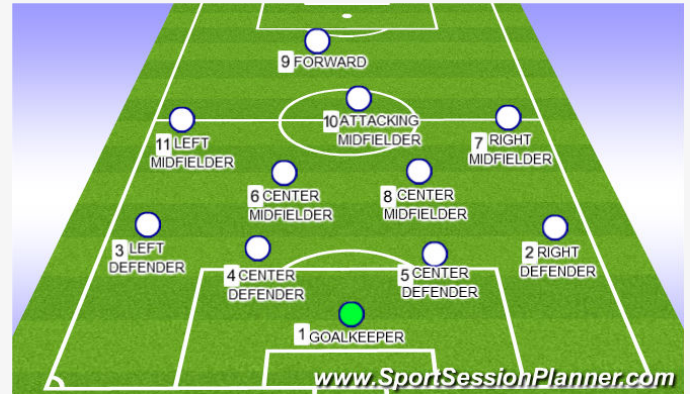 9 FORWARD
10 ATTACKING
MIDFIELDER
11 LEFT
MIDFIELDER
7 RIGHT
MIDFIELDER
6 CENTER
MIDFIELDER
8 CENTER
MIDFIELDER
3 LEFT
DEFENDER
4 CENTER
DEFENDER
5 CENTER
DEFENDER
2 RIGHT
DEFENDER
1 GOALKEEPER
www.SportSessionPlanner.com